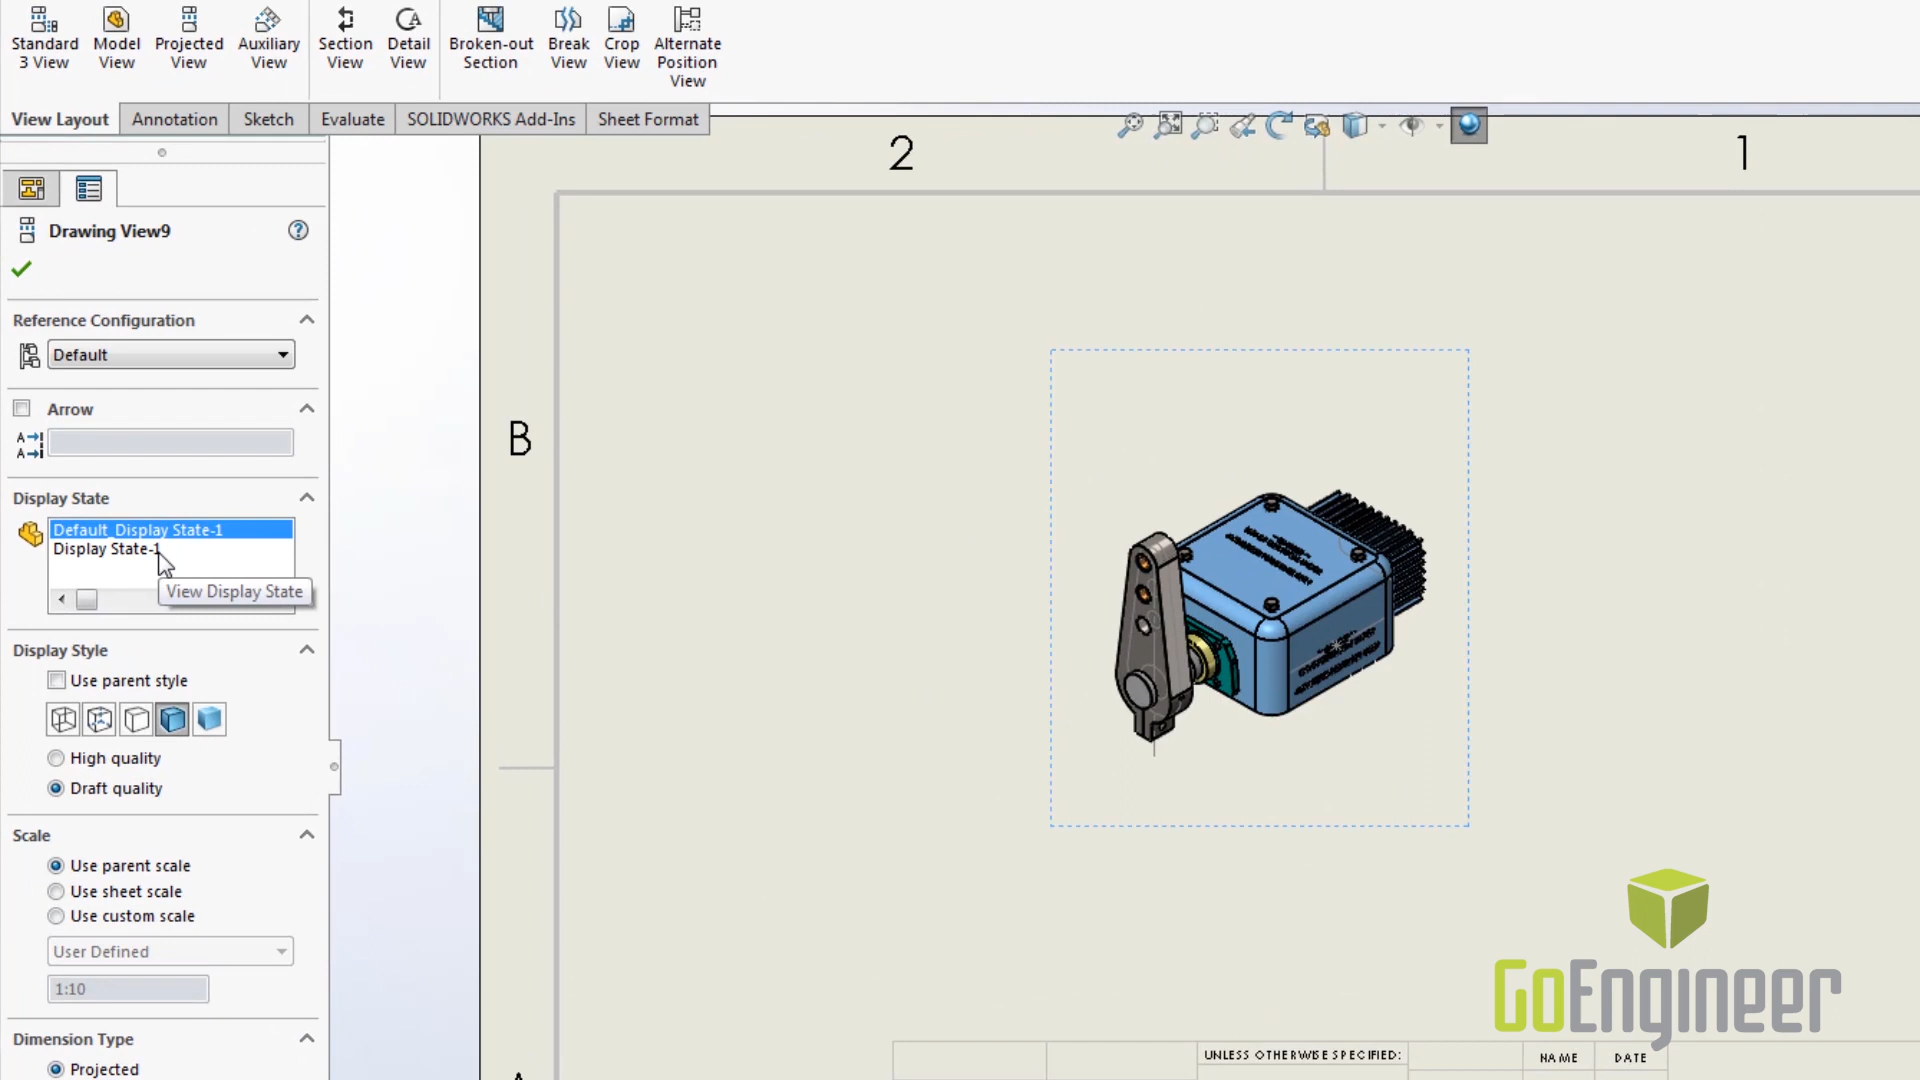 Standard
3 View
Model
View
Projected
View
Auxiliary
View
Section
View
Detail
View
Broken-out
Section
Break
View
Crop
View
Alternate
Position
View
View Layout
Annotation
Sketch
Evaluate
SOLIDWORKS Add-Ins
Sheet Format
2
1
Drawing View9
Reference Configuration
Default
Arrow
B
Display State
Default_Display State-1
Display State-1
View Display State
Display Style
Use parent style
High quality
Draft quality
Scale
Use parent scale
Use sheet scale
Use custom scale
User Defined
1:10
GoEngineer
Dimension Type
Projected
UNLESS OTHERWISE SPECIFIED:
NAME
DATE